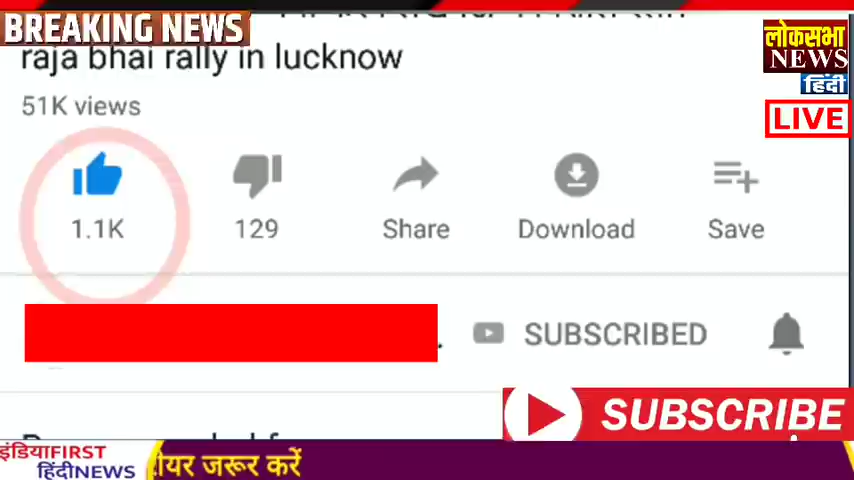 BREAKING NEWS
raja bhai rally in lucknow
51K views
लोकसभा
NEWS
हिंदी
LIVE
1.1K
129
Share
Download
Save
SUBSCRIBED
SUBSCRIBE
इंडियाFIRST
हिंदीNEWS
जरूर करें